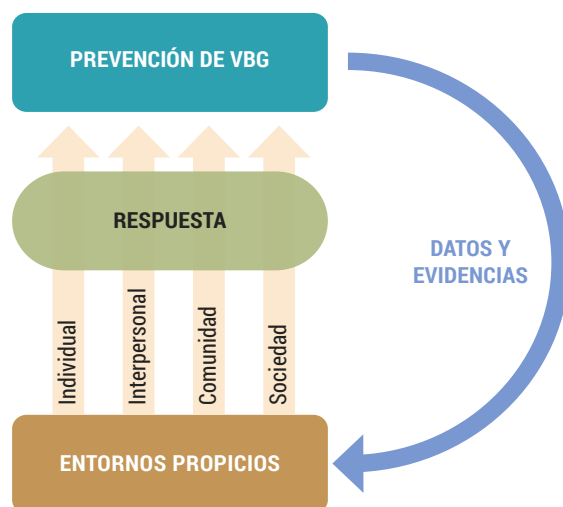 PREVENCIÓN DE VBG
RESPUESTA
DATOS Y
EVIDENCIAS
Individual
Interpersonal
Comunidad
Sociedad
ENTORNOS PROPICIOS